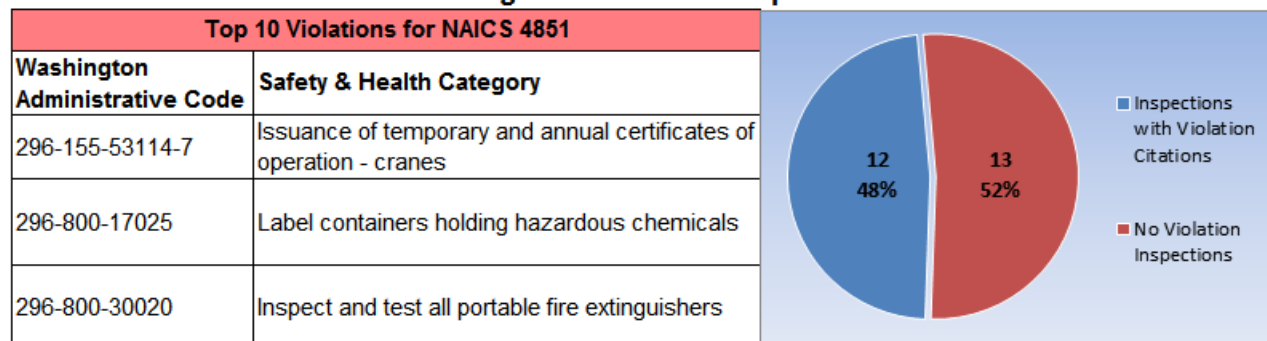 Top 10 Violations for NAICS 4851
Washington
Administrative Code
Safety & Health Category
296-155-53114-7
Issuance of temporary and annual certificates of
operation - cranes
296-800-17025
Label containers holding hazardous chemicals
296-800-30020
Inspect and test all portable fire extinguishers
12
48%
13
52%
Inspections
with Violation
Citations
No Violation
Inspections